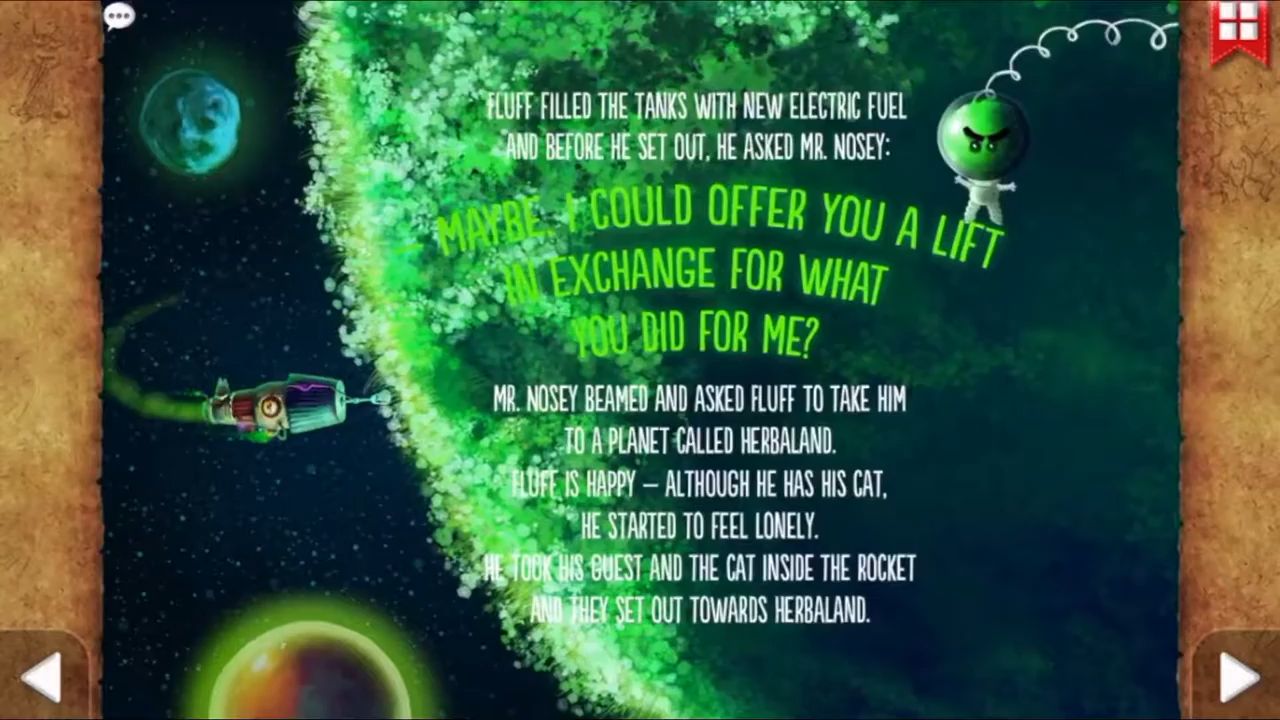 FLUFF FILLED THE TANKS WITH NEW ELECTRIC FUEL
AND BEFORE HE SET OUT, HE ASKED MR. NOSEY:
— MAYBE, I COULD OFFER YOU A LIFT
IN EXCHANGE FOR WHAT
YOU DID FOR ME?
MR. NOSEY BEAMED AND ASKED FLUFF TO TAKE HIM
TO A PLANET CALLED HERBALAND.
FLUFF IS HAPPY – ALTHOUGH HE HAS HIS CAT,
HE STARTED TO FEEL LONELY.
HE TOOK HIS GUEST AND THE CAT INSIDE THE ROCKET
AND THEY SET OUT TOWARDS HERBALAND.